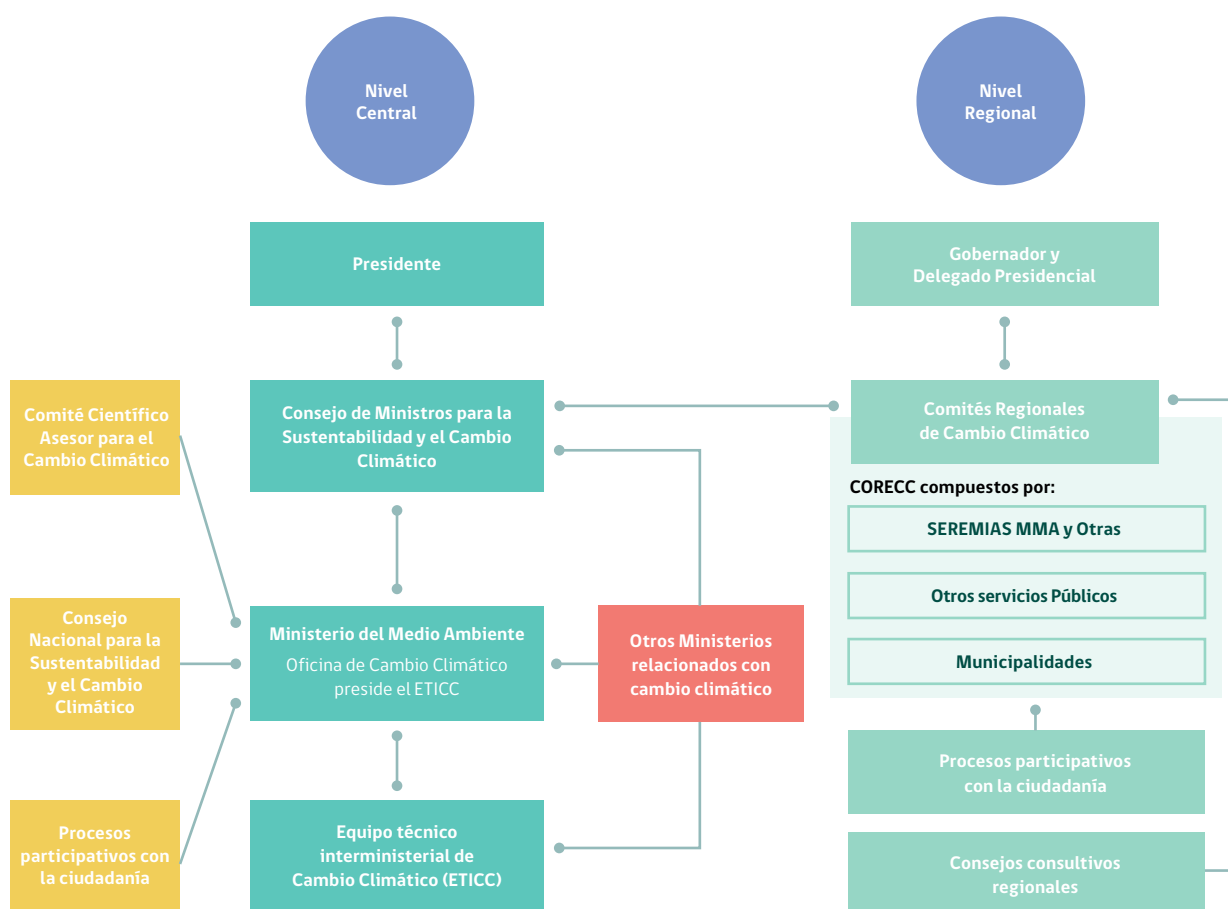 Nivel
Central
Nivel
Regional
Presidente
Gobernador y
Delegado Presidencial
Comité Científico
Asesor para el
Cambio Climático
Consejo de Ministros para la
Sustentabilidad y el Cambio
Climático
Comités Regionales
de Cambio Climático
CORECC compuestos por:
SEREMIAS MMA y Otras
Otros servicios Públicos
Municipalidades
Consejo
Nacional para la
Sustentabilidad
y el Cambio
Climático
Ministerio del Medio Ambiente
Oficina de Cambio Climático
preside el ETICC
Otros Ministerios
relacionados con
cambio climático
Procesos participativos
con la ciudadanía
Procesos
participativos con
la ciudadanía
Equipo técnico
interministerial de
Cambio Climático (ETICC)
Consejos consultivos
regionales